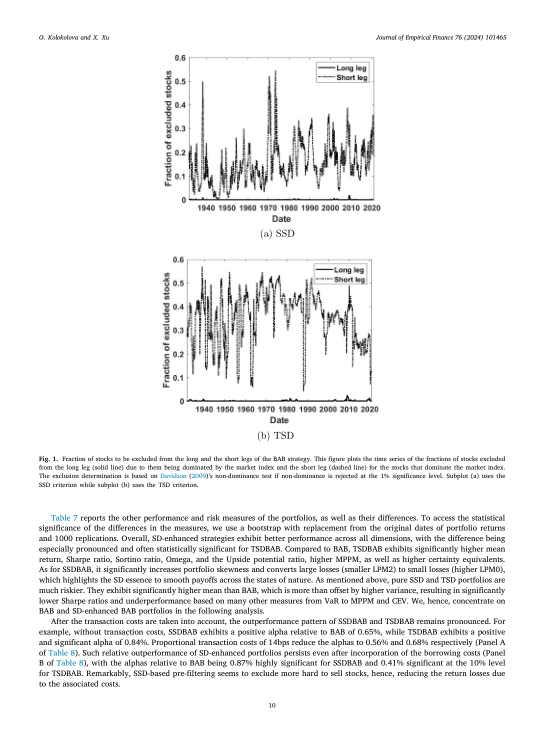 O. Kolokolova and X. Xu
Journal of Empirical Finance 76 (2024) 101465
0.6
0.5
0.4
0.3
0.2
0.1
0
Fraction of excluded stocks
Long leg
Short leg
1940 1950 1960 1970 1980 1990 2000 2010 2020
Date
(a) SSD
0.6
0.5
0.4
0.3
0.2
0.1
0
Fraction of excluded stocks
Long leg
Short leg
1940 1950 1960 1970 1980 1990 2000 2010 2020
Date
(b) TSD
Fig. 1. Fraction of stocks to be excluded from the long and the short legs of the BAB strategy. This figure plots the time series of the fractions of stocks excluded
from the long leg (solid line) due to them being dominated by the market index and the short leg (dashed line) for the stocks that dominate the market index.
The exclusion determination is based on Davidson (2009)'s non-dominance test if non-dominance is rejected at the 1% significance level. Subplot (a) uses the
SSD criterion while subplot (b) uses the TSD criterion.
Table 7 reports the other performance and risk measures of the portfolios, as well as their differences. To access the statistical
significance of the differences in the measures, we use a bootstrap with replacement from the original dates of portfolio returns
and 1000 replications. Overall, SD-enhanced strategies exhibit better performance across all dimensions, with the difference being
especially pronounced and often statistically significant for TSDBAB. Compared to BAB, TSDBAB exhibits significantly higher mean
return, Sharpe ratio, Sortino ratio, Omega, and the Upside potential ratio, higher MPPM, as well as higher certainty equivalents.
As for SSDBAB, it significantly increases portfolio skewness and converts large losses (smaller LPM2) to small losses (higher LPM0),
which highlights the SD essence to smooth payoffs across the states of nature. As mentioned above, pure SSD and TSD portfolios are
much riskier. They exhibit significantly higher mean than BAB, which is more than offset by higher variance, resulting in significantly
lower Sharpe ratios and underperformance based on many other measures from VaR to MPPM and CEV. We, hence, concentrate on
BAB and SD-enhanced BAB portfolios in the following analysis.
After the transaction costs are taken into account, the outperformance pattern of SSDBAB and TSDBAB remains pronounced. For
example, without transaction costs, SSDBAB exhibits a positive alpha relative to BAB of 0.65%, while TSDBAB exhibits a positive
and significant alpha of 0.84%. Proportional transaction costs of 14bps reduce the alphas to 0.56% and 0.68% respectively (Panel A
of Table 8). Such relative outperformance of SD-enhanced portfolios persists even after incorporation of the borrowing costs (Panel
B of Table 8), with the alphas relative to BAB being 0.87% highly significant for SSDBAB and 0.41% significant at the 10% level
for TSDBAB. Remarkably, SSD-based pre-filtering seems to exclude more hard to sell stocks, hence, reducing the return losses due
to the associated costs.
10